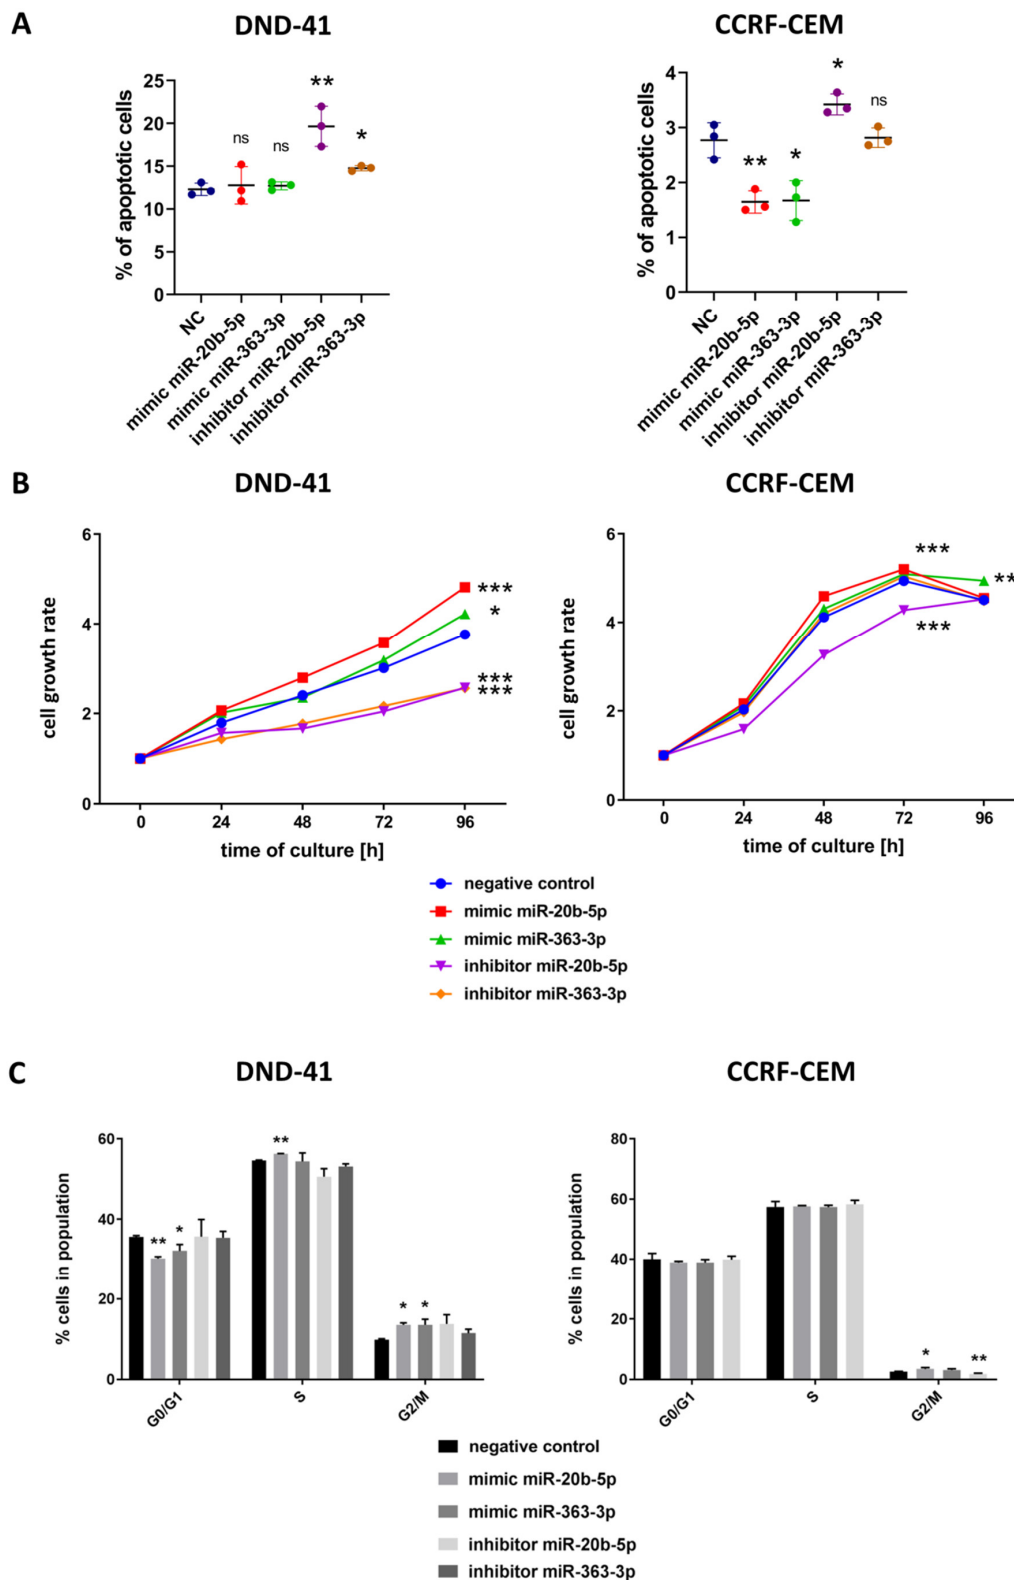 A
DND-41
CCRF-CEM
% of apoptotic cells
25
20
15
10
5
0
ns
ns
**
*
NC
mimic miR-20b-5p
mimic miR-363-3p
inhibitor miR-20b-5p
inhibitor miR-363-3p
% of apoptotic cells
4
3
2
1
0
**
*
*
ns
NC
mimic miR-20b-5p
mimic miR-363-3p
inhibitor miR-20b-5p
inhibitor miR-363-3p
B
DND-41
CCRF-CEM
cell growth rate
6
4
2
0
***
*
***
***
0 24 48 72 96
time of culture [h]
cell growth rate
6
4
2
0
***
**
***
0 24 48 72 96
time of culture [h]
negative control
mimic miR-20b-5p
mimic miR-363-3p
inhibitor miR-20b-5p
inhibitor miR-363-3p
C
DND-41
CCRF-CEM
% cells in population
60
40
20
0
**
*
**
*
*
G0/G1
S
G2/M
% cells in population
80
60
40
20
0
*
**
G0/G1
S
G2/M
negative control
mimic miR-20b-5p
mimic miR-363-3p
inhibitor miR-20b-5p
inhibitor miR-363-3p